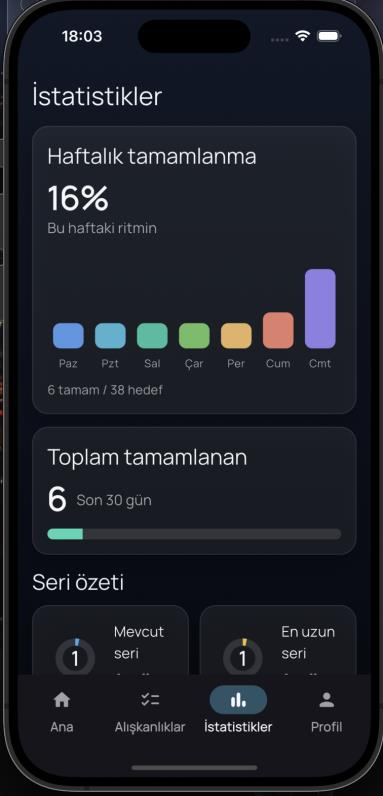 18:03
İstatistikler
Haftalık tamamlanma
16%
Bu haftaki ritmin
Paz Pzt Sal Çar Per Cum Cmt
6 tamam / 38 hedef
Toplam tamamlanan
6 Son 30 gün
Seri özeti
1 Mevcut seri
1 En uzun seri
Ana Alışkanlıklar İstatistikler Profil